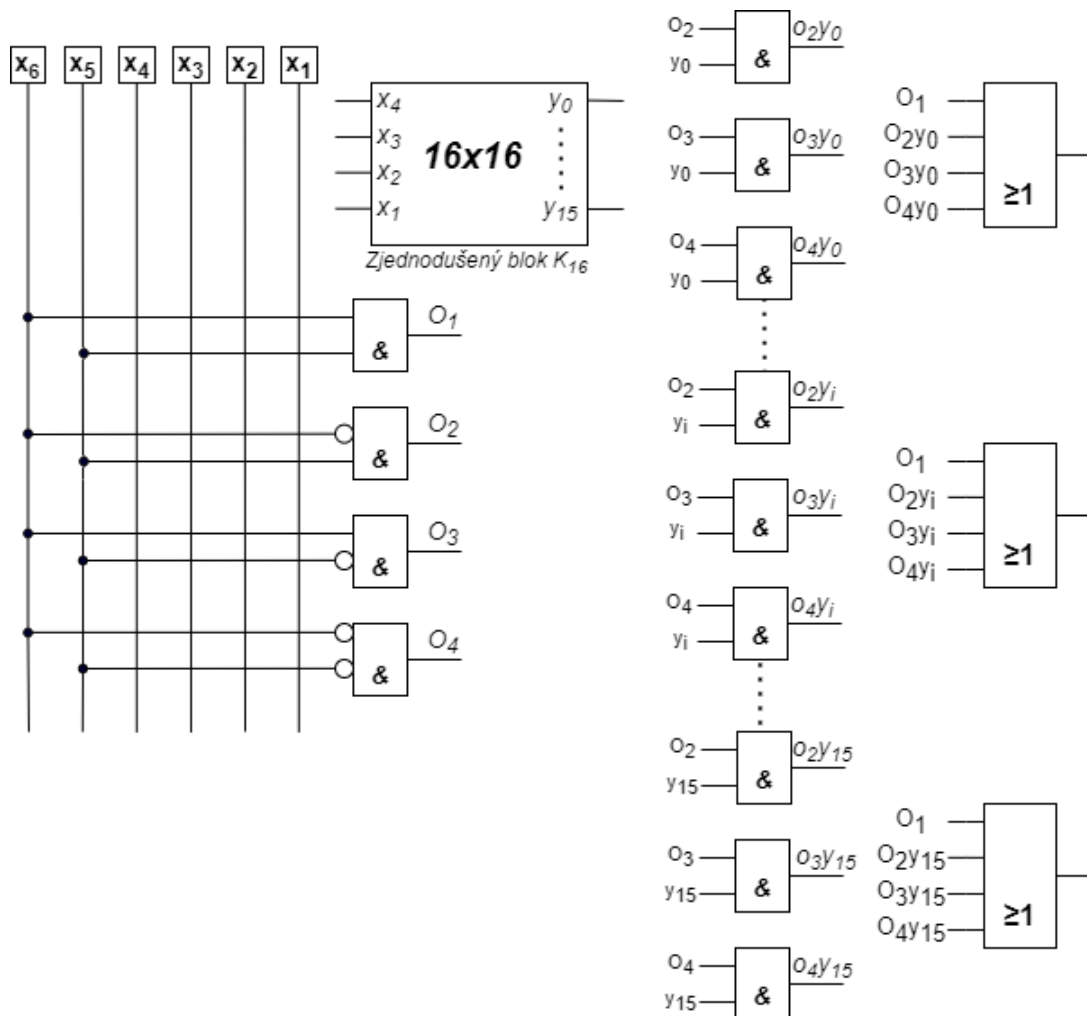 x6 x5 x4 x3 x2 x1
x4
x3
x2
x1
16x16
y0
y15
Zjednodušený blok K16
O1
&
O2
&
O3
&
O4
&
O2
y0
&
o2y0
O3
y0
&
o3y0
O4
y0
&
o4y0
O2
yi
&
o2yi
O3
yi
&
o3yi
O4
yi
&
o4yi
O2
y15
&
o2y15
O3
y15
&
o3y15
O4
y15
&
o4y15
O1
O2y0
O3y0
O4y0
≥1
O1
O2yi
O3yi
O4yi
≥1
O1
O2y15
O3y15
O4y15
≥1